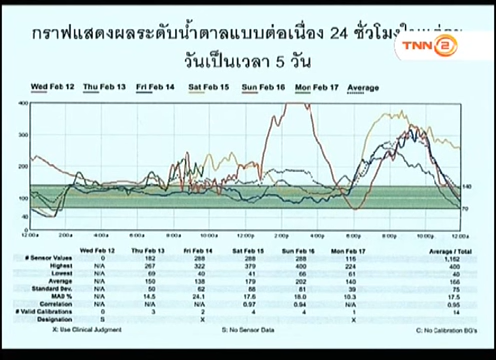 กราฟแสดงผลระดับน้ำตาลแบบต่อเนื่อง 24 ชั่วโมงในแต่ละ
วันเป็นเวลา 5 วัน
TNN 2
Wed Feb 12 Thu Feb 13 Fri Feb 14 Sat Feb 15 Sun Feb 16 Mon Feb 17 Average
400
300
200
140
100
70
12:00a 2:00a 4:00a 6:00a 8:00a 10:00a 12:00p 2:00p 4:00p 6:00p 8:00p 10:00p 12:00a
Wed Feb 12 Thu Feb 13 Fri Feb 14 Sat Feb 15 Sun Feb 16 Mon Feb 17 Average / Total
# Sensor Values 0 182 288 288 288 116 1,162
Highest N/A 267 322 379 400 224 400
Lowest N/A 69 40 41 66 61 40
Average N/A 150 138 179 202 140 166
Standard Dev. N/A 50 62 88 81 39 75
MAD % N/A 14.5 24.1 17.6 18.0 10.3 17.5
Correlation N/A N/A N/A 0.97 0.94 N/A 0.95
# Valid Calibrations 0 3 2 4 4 1 14
Designation S X X
X: Use Clinical Judgment S: No Sensor Data C: No Calibration BG's